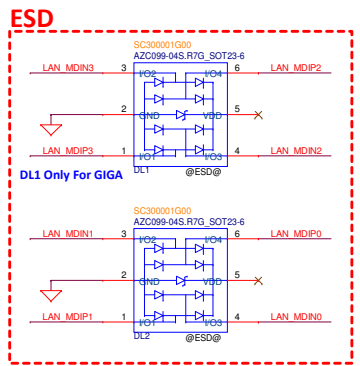 ESD
SC300001G00
AZC099-04S.R7G_SOT23-6
LAN_MDIN3 3 I/O2 I/O4 6 LAN_MDIP2
2 GND VDD 5
LAN_MDIP3 1 I/O1 I/O3 4 LAN_MDIN2
DL1 @ESD@
DL1 Only For GIGA
SC300001G00
AZC099-04S.R7G_SOT23-6
LAN_MDIN1 3 I/O2 I/O4 6 LAN_MDIP0
2 GND VDD 5
LAN_MDIP1 1 I/O1 I/O3 4 LAN_MDIN0
DL2 @ESD@